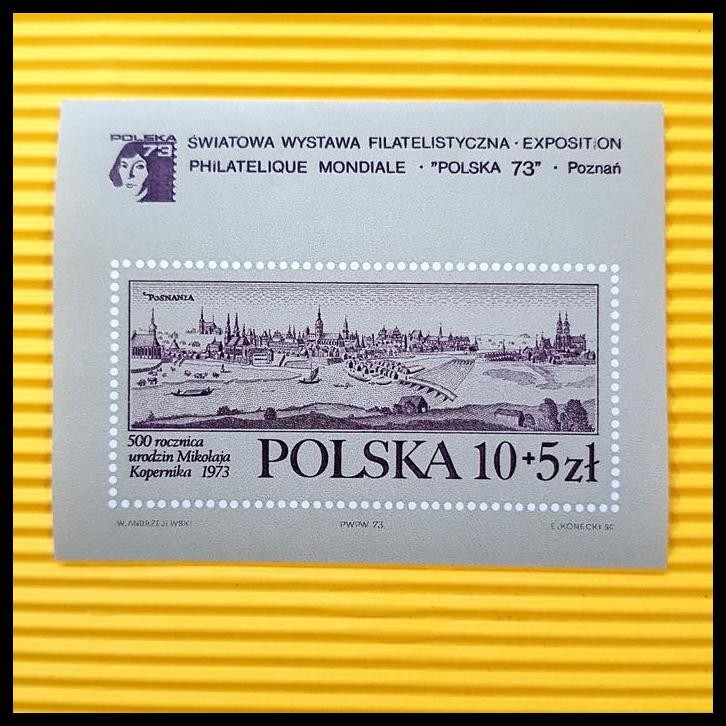 POLSKA
73
ŚWIATOWA WYSTAWA FILATELISTYCZNA · EXPOSITION
PHILATELIQUE MONDIALE · "POLSKA 73" · Poznań
POSNANIA
500 rocznica
urodzin Mikołaja
Kopernika 1973
POLSKA 10+5 zł
W. ANDRZEJEWSKI PWPW 73 E. KONECKI SC.